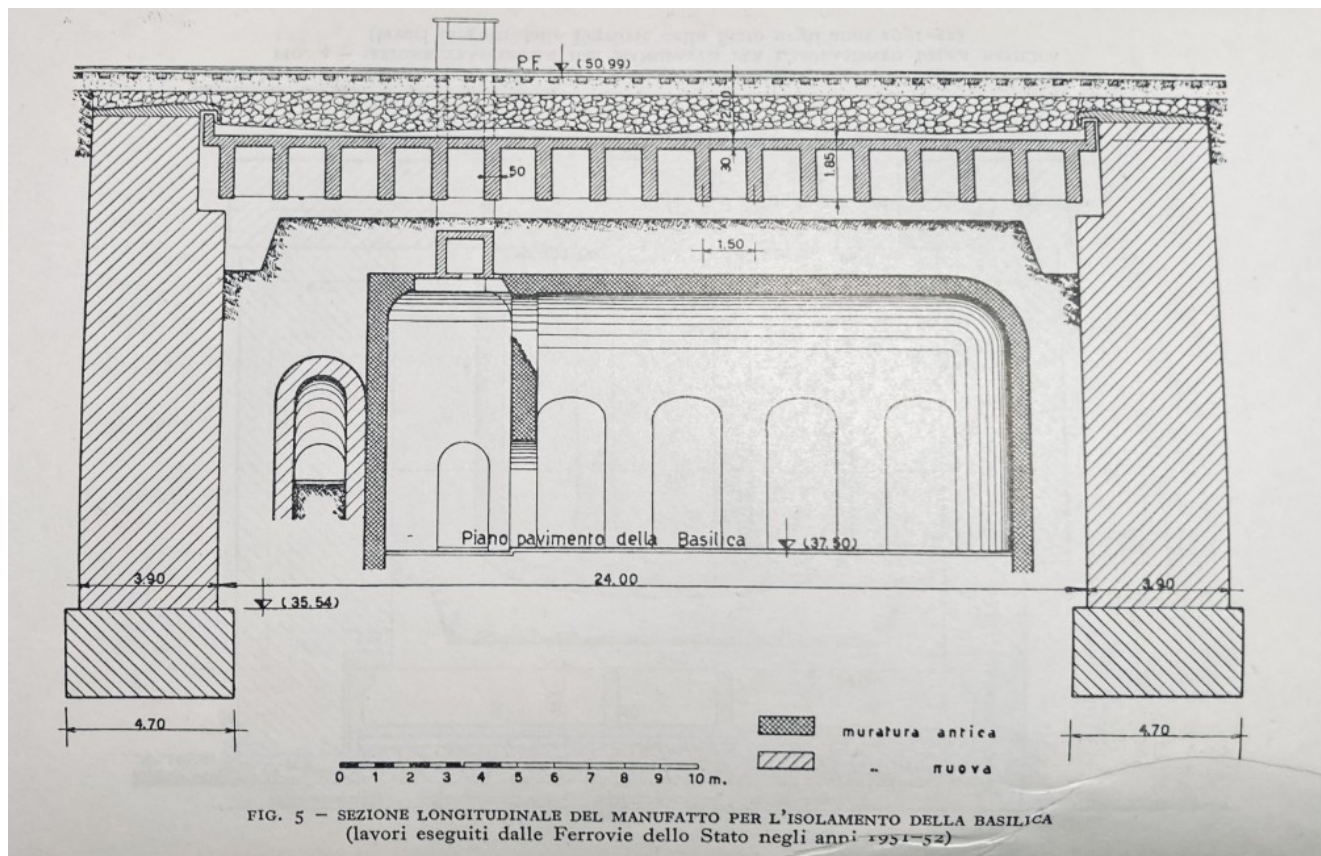 P.F. (50.99)
2.00
50
30
1.85
1.50
Piano pavimento della Basilica (37.50)
3.90
24.00
3.90
(35.54)
4.70
4.70
muratura antica
" nuova
0 1 2 3 4 5 6 7 8 9 10 m.
FIG. 5 — SEZIONE LONGITUDINALE DEL MANUFATTO PER L'ISOLAMENTO DELLA BASILICA
(lavori eseguiti dalle Ferrovie dello Stato negli anni 1951-52)